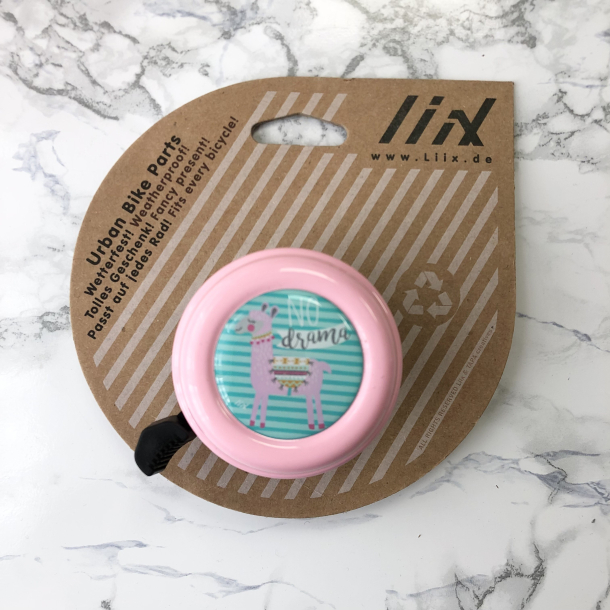 liix
www.Liix.de
Urban Bike Parts
Wetterfest! Weatherproof!
Tolles Geschenk! Fancy present!
Passt auf jedes Rad! Fits every bicycle!
NO
drama